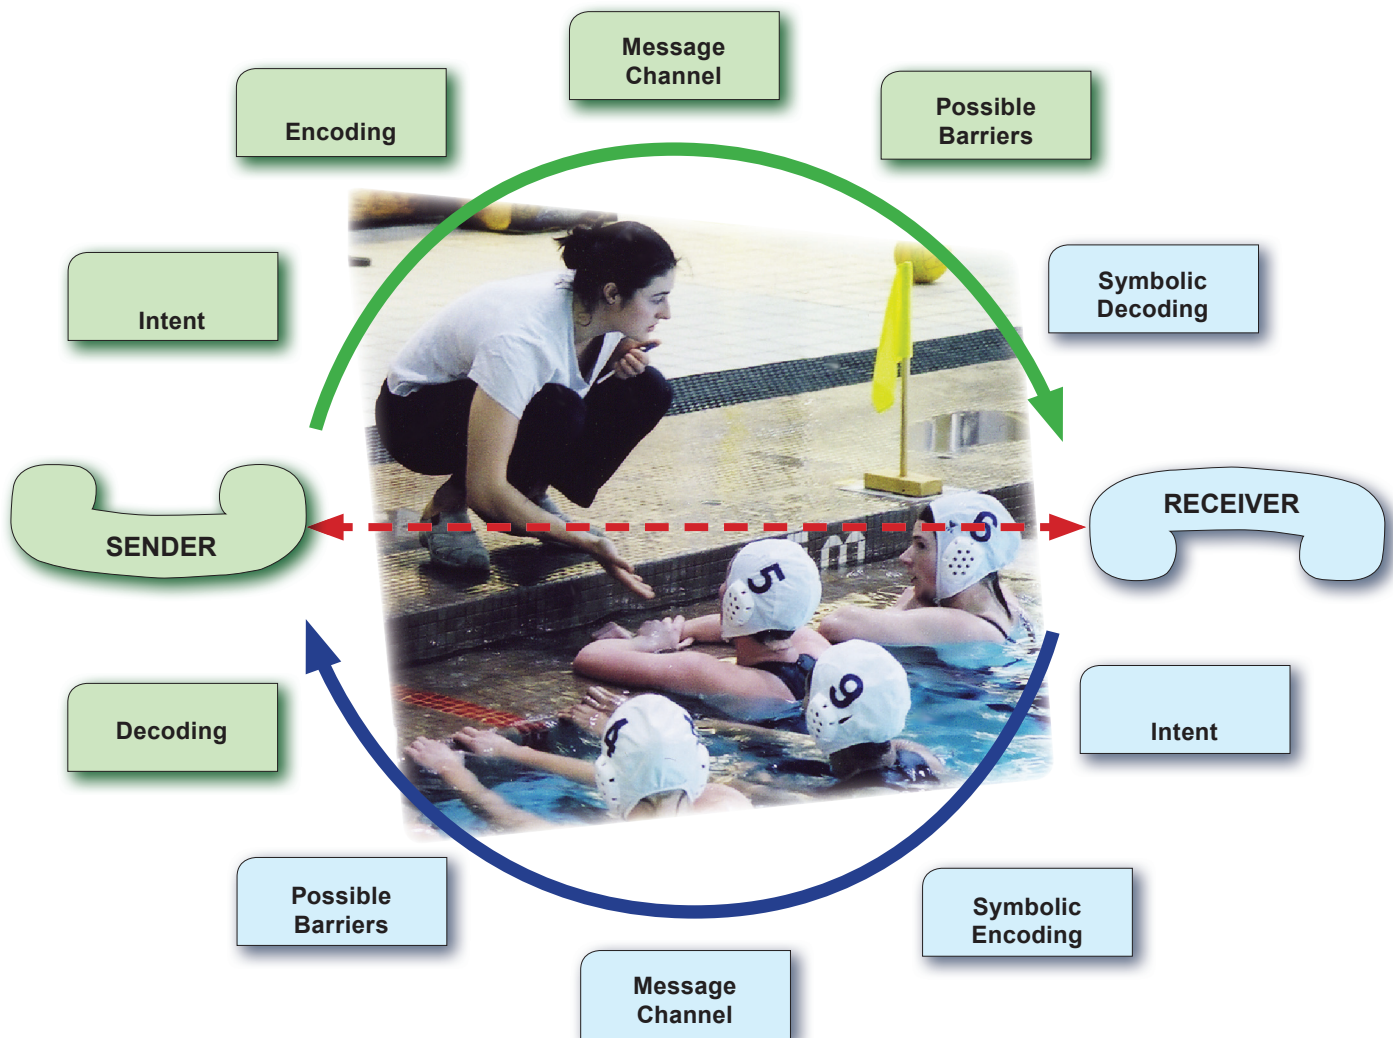 Message
Channel
Encoding
Possible
Barriers
Intent
Symbolic
Decoding
SENDER
RECEIVER
5
6
9
4
Decoding
Intent
Possible
Barriers
Symbolic
Encoding
Message
Channel